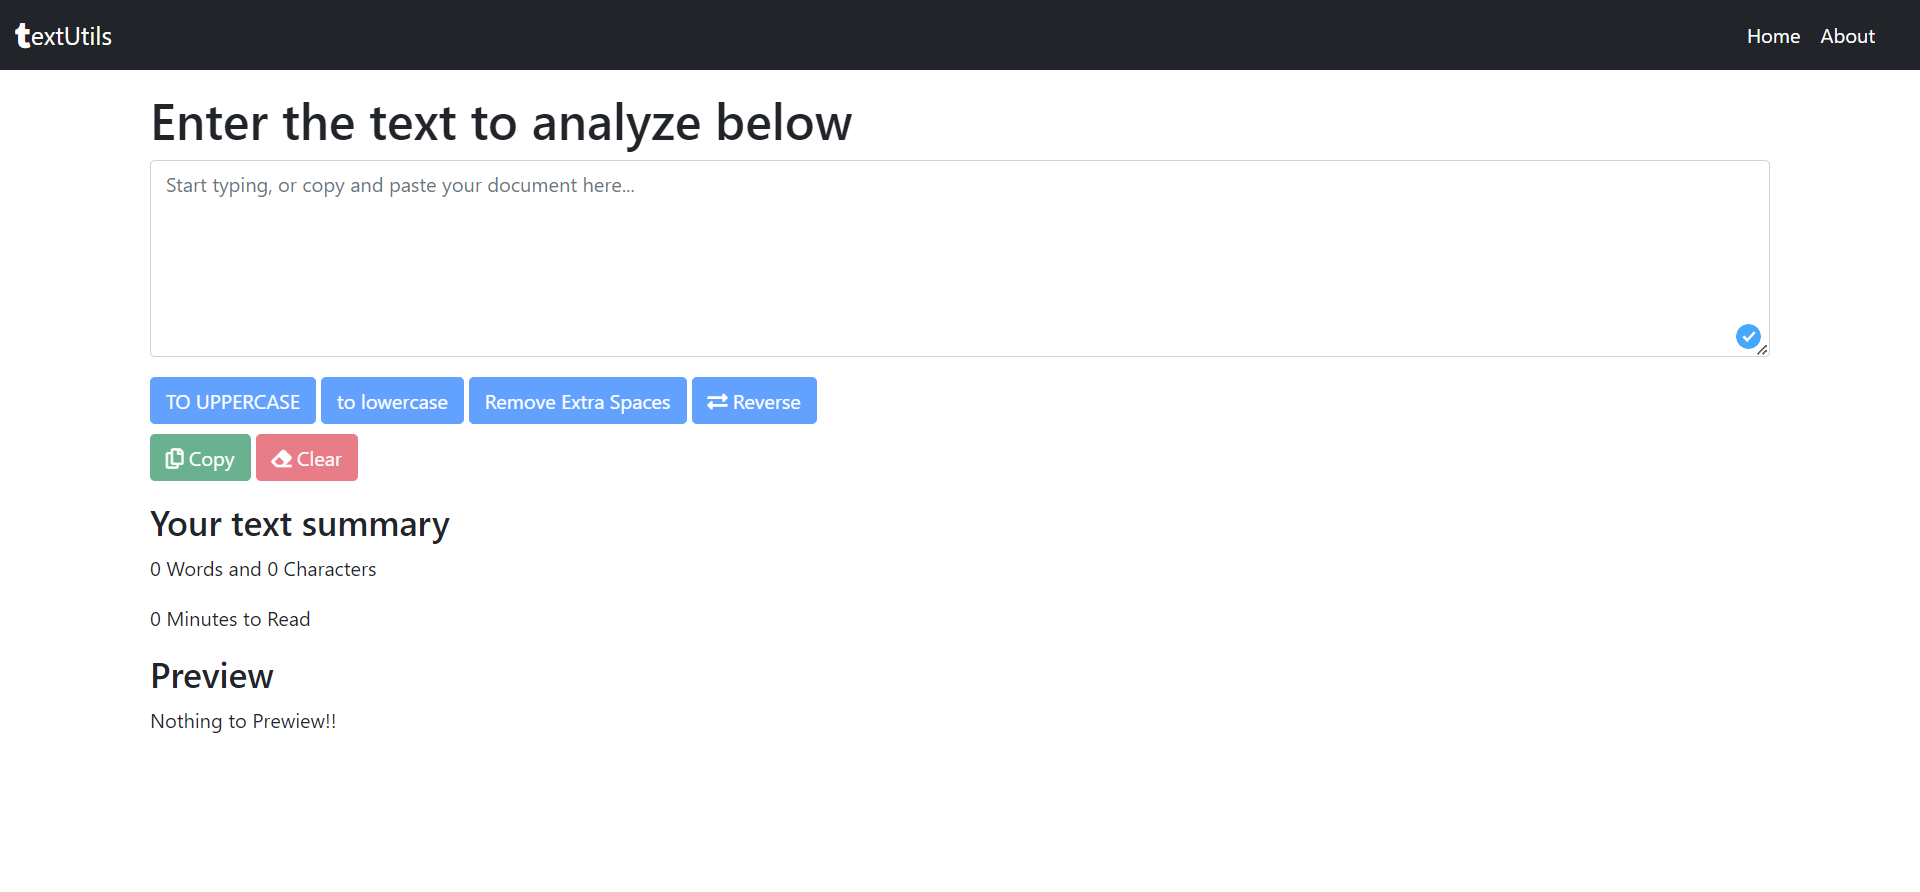 textUtils
Home About
Enter the text to analyze below
Start typing, or copy and paste your document here...
TO UPPERCASE to lowercase Remove Extra Spaces Reverse
Copy Clear
Your text summary
0 Words and 0 Characters
0 Minutes to Read
Preview
Nothing to Prewiew!!